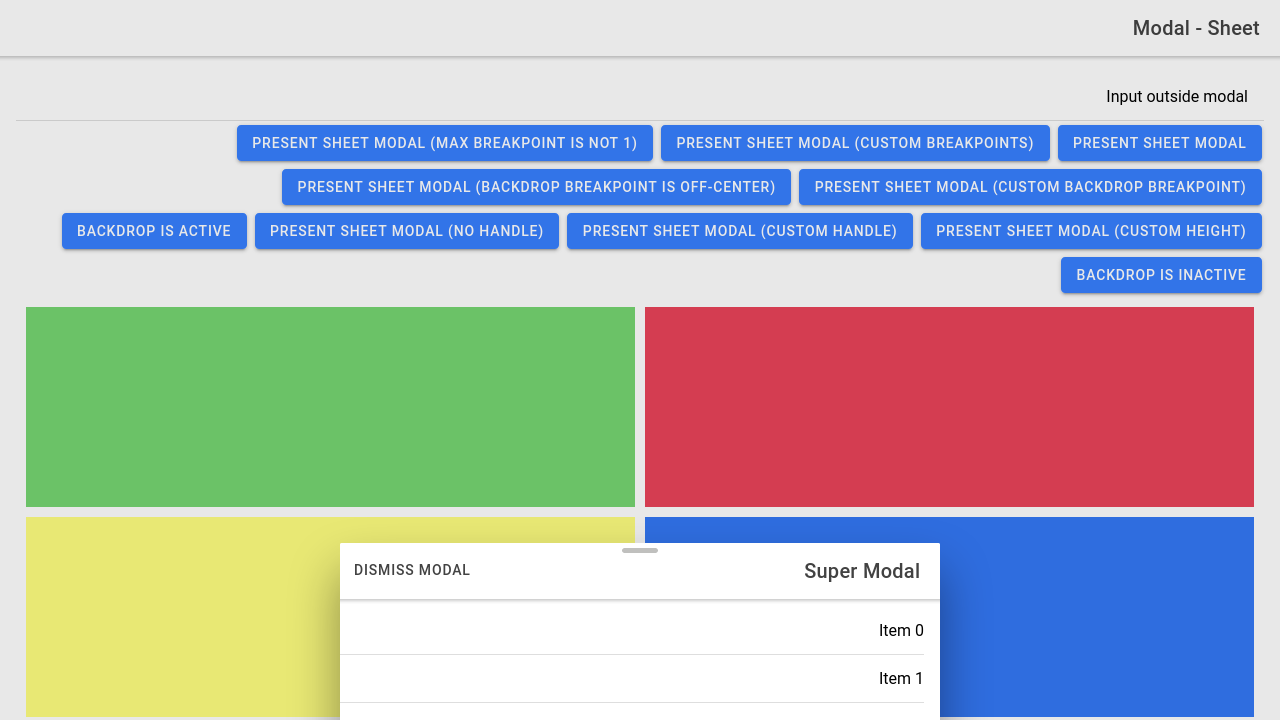 Modal - Sheet
Input outside modal
PRESENT SHEET MODAL
PRESENT SHEET MODAL (CUSTOM BREAKPOINTS)
PRESENT SHEET MODAL (MAX BREAKPOINT IS NOT 1)
PRESENT SHEET MODAL (CUSTOM BACKDROP BREAKPOINT)
PRESENT SHEET MODAL (BACKDROP BREAKPOINT IS OFF-CENTER)
PRESENT SHEET MODAL (CUSTOM HEIGHT)
PRESENT SHEET MODAL (CUSTOM HANDLE)
PRESENT SHEET MODAL (NO HANDLE)
BACKDROP IS ACTIVE
BACKDROP IS INACTIVE
Super Modal
DISMISS MODAL
Item 0
Item 1